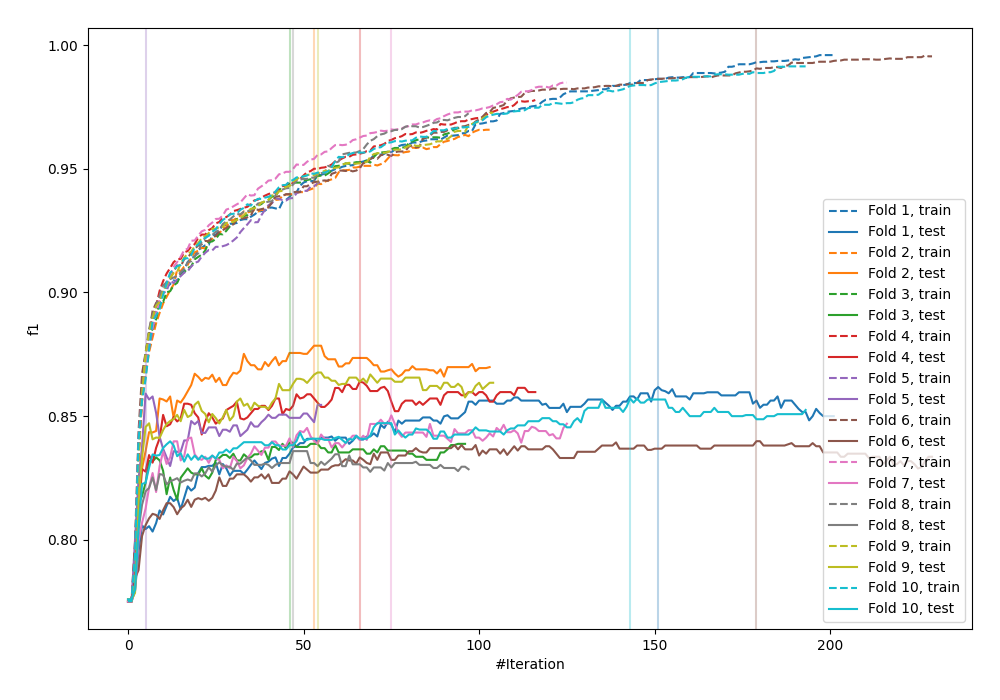 1.00
0.95
0.90
0.85
0.80
f1
0
50
100
150
200
#Iteration
Fold 1, train
Fold 1, test
Fold 2, train
Fold 2, test
Fold 3, train
Fold 3, test
Fold 4, train
Fold 4, test
Fold 5, train
Fold 5, test
Fold 6, train
Fold 6, test
Fold 7, train
Fold 7, test
Fold 8, train
Fold 8, test
Fold 9, train
Fold 9, test
Fold 10, train
Fold 10, test